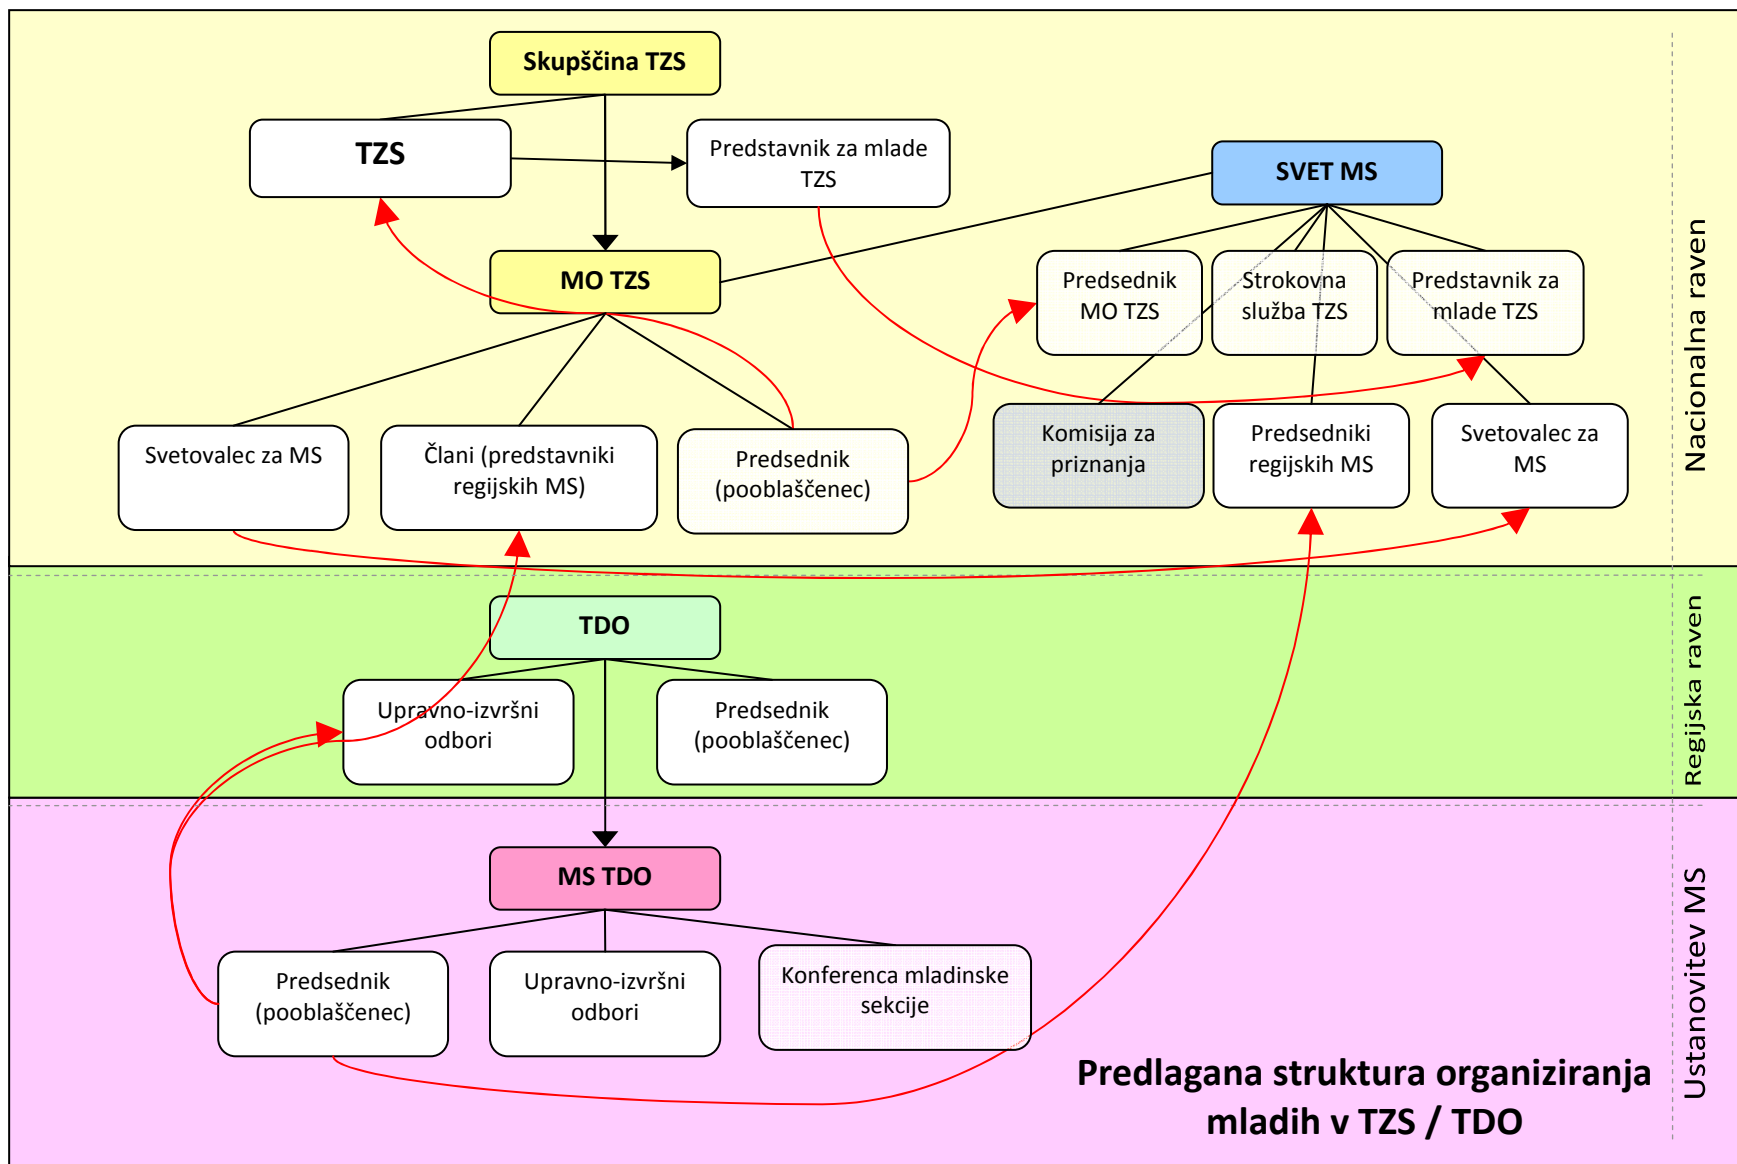 Skupščina TZS
TZS
Predstavnik za mlade
TZS
SVET MS
MO TZS
Predsednik
MO TZS
Strokovna
služba TZS
Predstavnik za
mlade TZS
Svetovalec za MS
Člani (predstavniki
regijskih MS)
Predsednik
(pooblaščenec)
Komisija za
priznanja
Predsedniki
regijskih MS
Svetovalec za
MS
Nacionalna raven
TDO
Upravno-izvršni
odbori
Predsednik
(pooblaščenec)
Regijska raven
MS TDO
Predsednik
(pooblaščenec)
Upravno-izvršni
odbori
Konferenca mladinske
sekcije
Ustanovitev MS
Predlagana struktura organiziranja
mladih v TZS / TDO